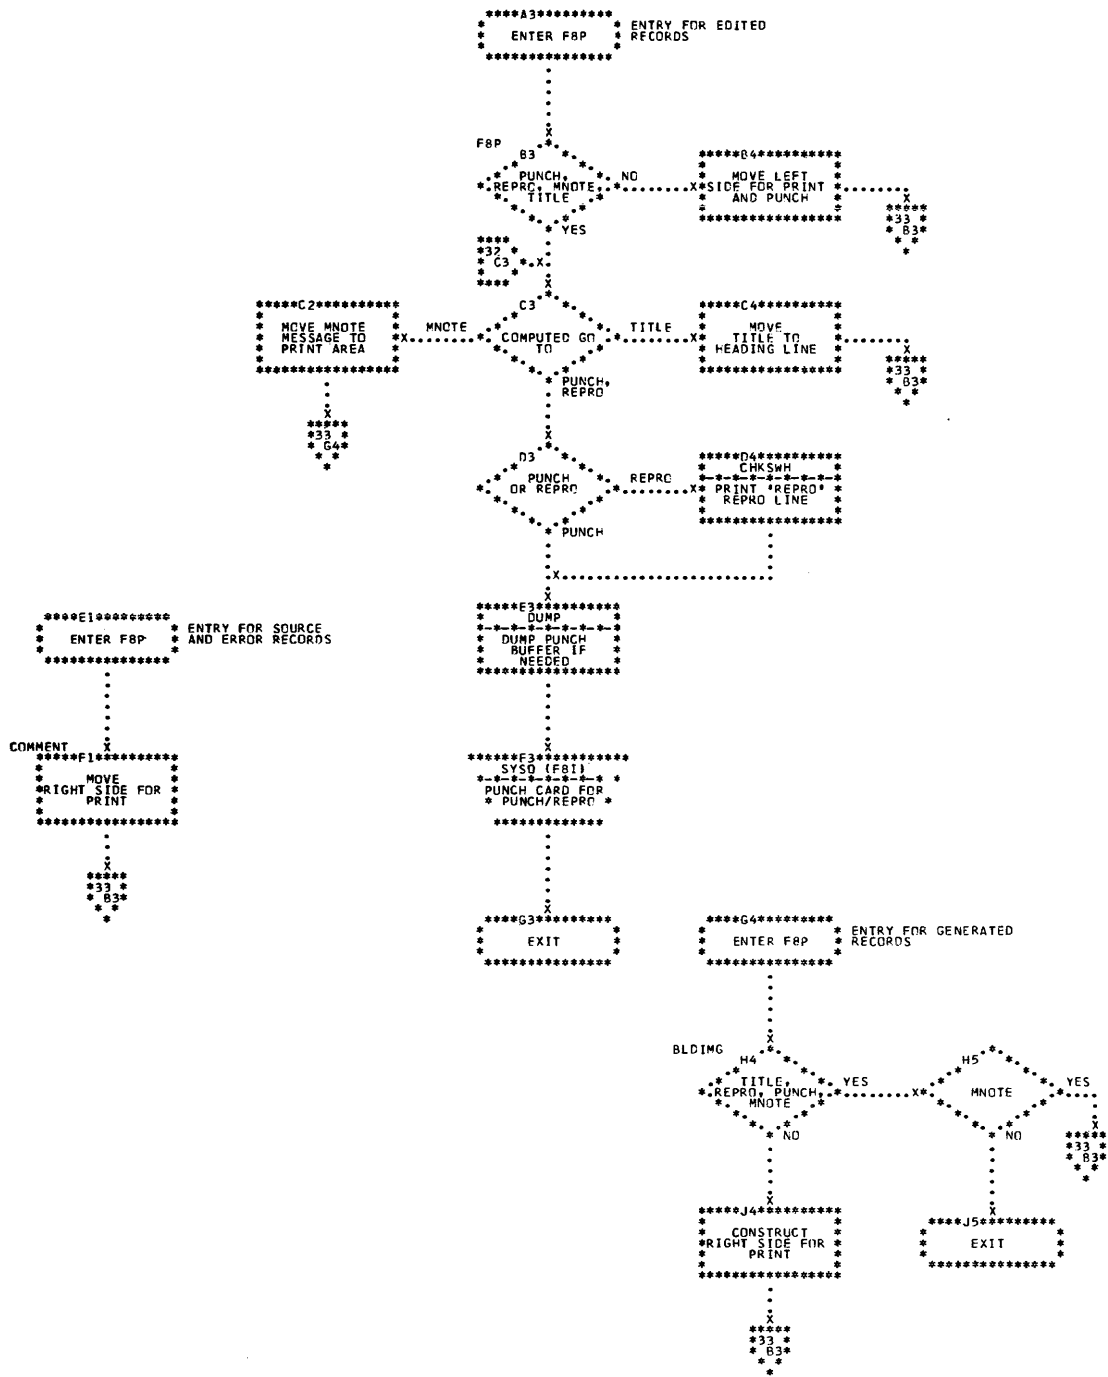 A3
ENTER F8P
ENTRY FOR EDITED
RECORDS
F8P
B3
PUNCH,
REPRO, MNOTE,
TITLE
NO
YES
B4
MOVE LEFT
SIDE FOR PRINT
AND PUNCH
33
B3
32
C3
C2
MOVE MNOTE
MESSAGE TO
PRINT AREA
MNOTE
C3
COMPUTED GO
TO
TITLE
PUNCH,
REPRO
C4
MOVE
TITLE TO
HEADING LINE
33
B3
33
G4
D3
PUNCH
OR REPRO
REPRO
PUNCH
D4
CHKSWH
PRINT 'REPRO'
REPRO LINE
E1
ENTER F8P
ENTRY FOR SOURCE
AND ERROR RECORDS
E3
DUMP
DUMP PUNCH
BUFFER IF
NEEDED
COMMENT
F1
MOVE
RIGHT SIDE FOR
PRINT
33
B3
F3
SYSO (F8I)
PUNCH CARD FOR
PUNCH/REPRO
G3
EXIT
G4
ENTER F8P
ENTRY FOR GENERATED
RECORDS
BLDIMG
H4
TITLE,
REPRO, PUNCH,
MNOTE
YES
NO
H5
MNOTE
YES
NO
33
B3
J4
CONSTRUCT
RIGHT SIDE FOR
PRINT
J5
EXIT
33
B3